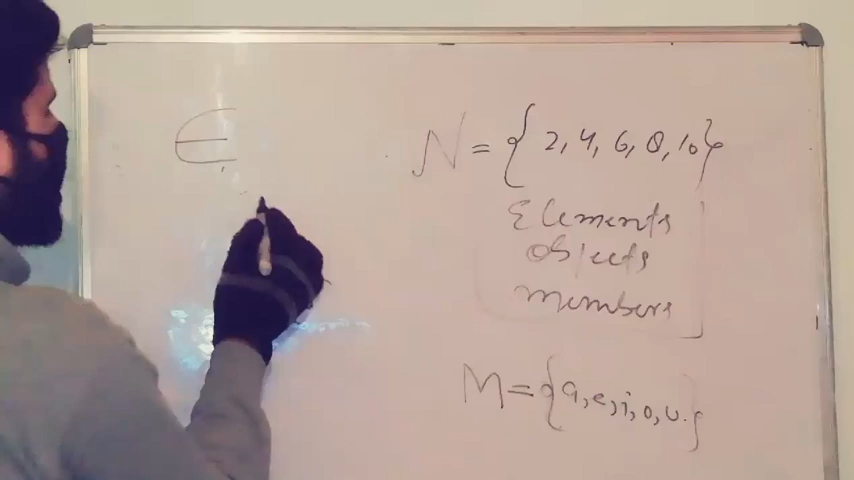 ∈
N = { 2, 4, 6, 8, 10 }
Elements
objects
members
M = { a, e, i, o, u. }